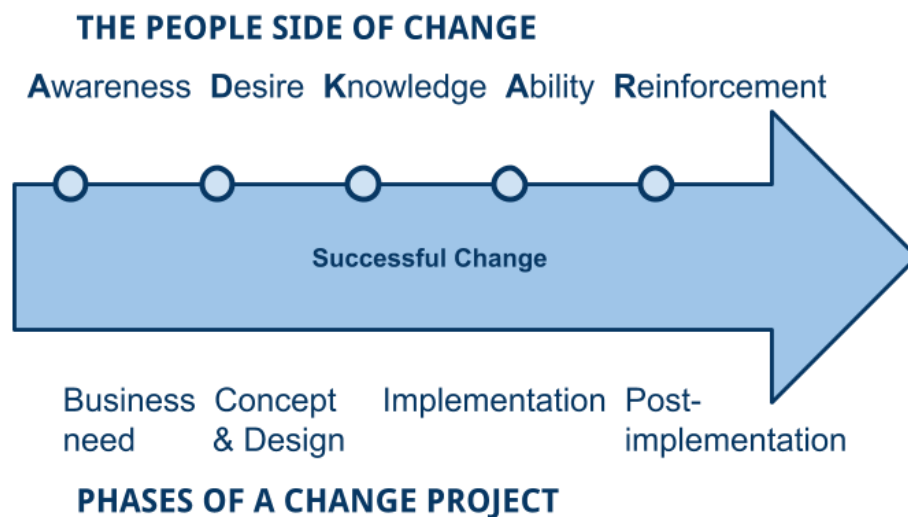 THE PEOPLE SIDE OF CHANGE
Awareness Desire Knowledge Ability Reinforcement
Successful Change
Business need
Concept & Design
Implementation
Post-implementation
PHASES OF A CHANGE PROJECT